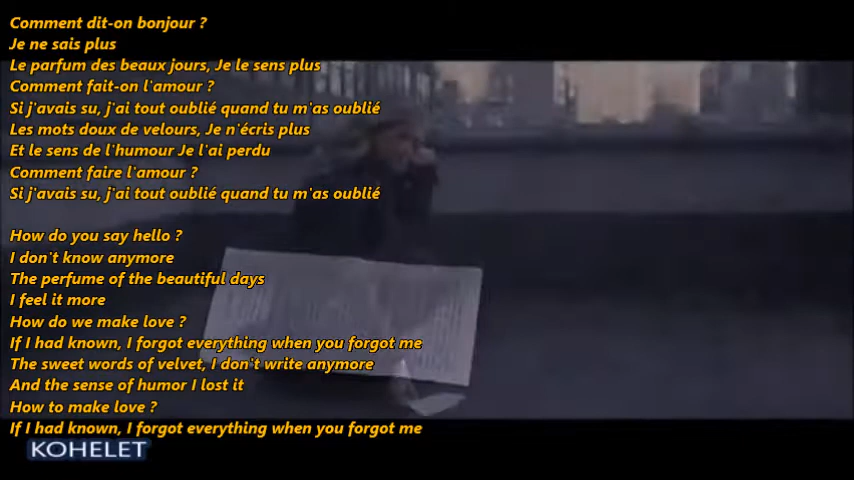 Comment dit-on bonjour ?
Je ne sais plus
Le parfum des beaux jours, Je le sens plus
Comment fait-on l'amour ?
Si j'avais su, j'ai tout oublié quand tu m'as oublié
Les mots doux de velours, Je n'écris plus
Et le sens de l'humour Je l'ai perdu
Comment faire l'amour ?
Si j'avais su, j'ai tout oublié quand tu m'as oublié
How do you say hello ?
I don't know anymore
The perfume of the beautiful days
I feel it more
How do we make love ?
If I had known, I forgot everything when you forgot me
The sweet words of velvet, I don't write anymore
And the sense of humor I lost it
How to make love ?
If I had known, I forgot everything when you forgot me
KOHELET